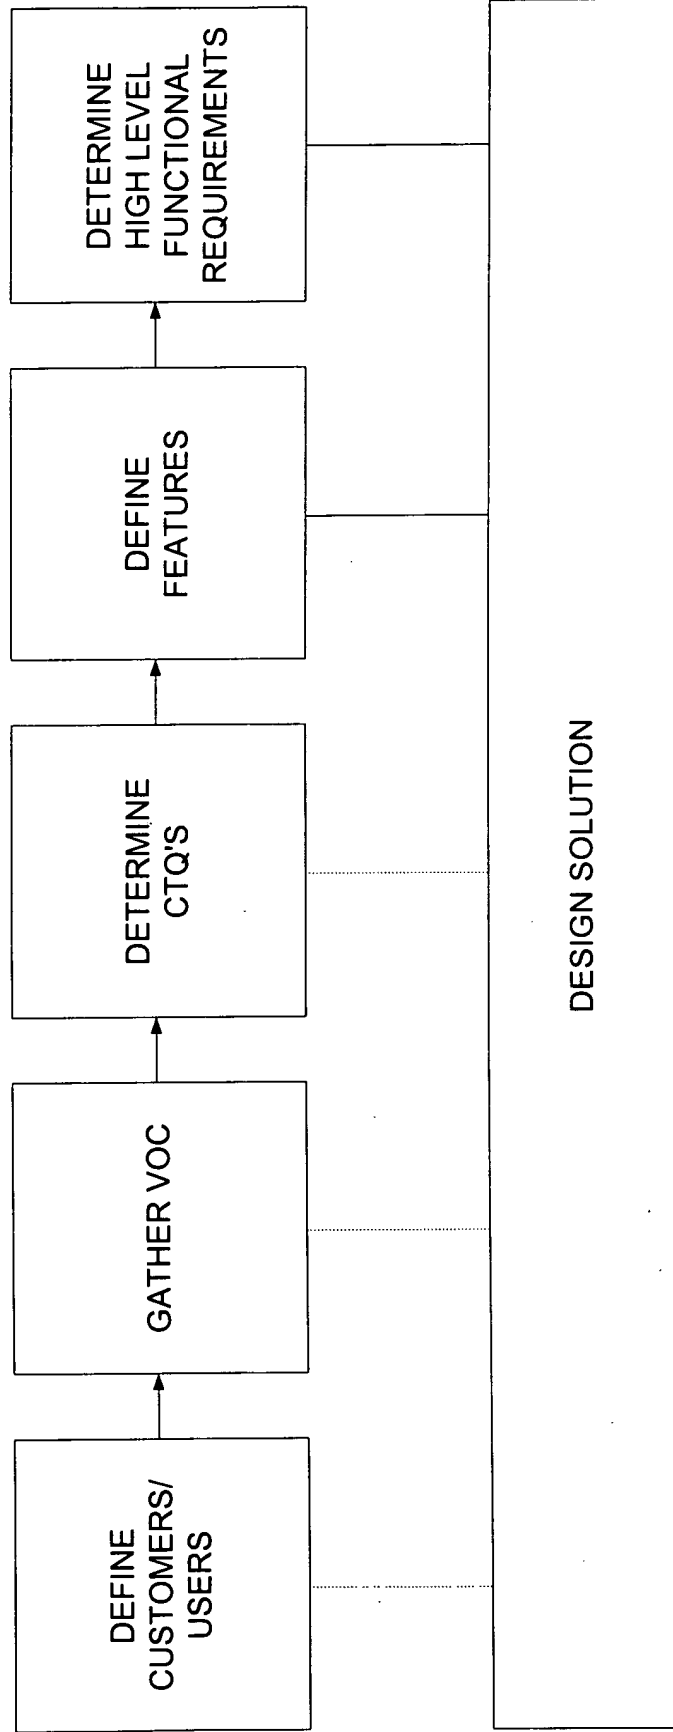 DEFINE
CUSTOMERS/
USERS
GATHER VOC
DETERMINE
CTQ'S
DEFINE
FEATURES
DETERMINE
HIGH LEVEL
FUNCTIONAL
REQUIREMENTS
DESIGN SOLUTION